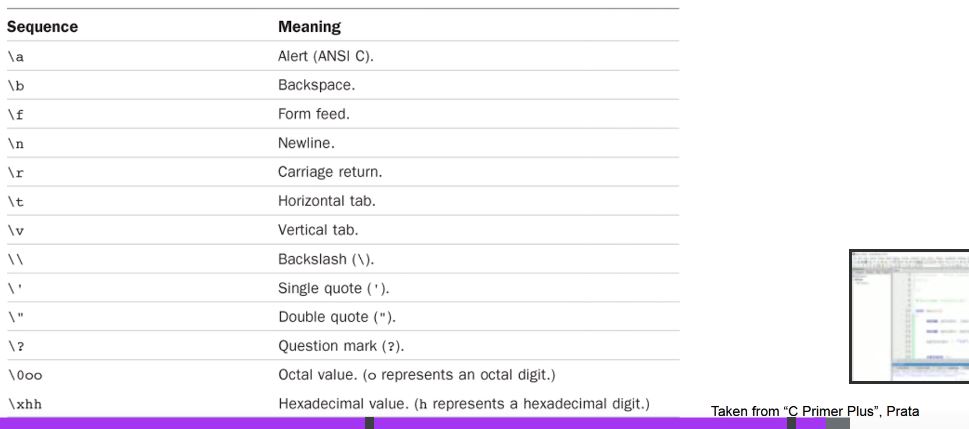 Sequence Meaning
\a Alert (ANSI C).
\b Backspace.
\f Form feed.
\n Newline.
\r Carriage return.
\t Horizontal tab.
\v Vertical tab.
\\ Backslash (\).
\' Single quote (').
\" Double quote (").
\? Question mark (?).
\0oo Octal value. (o represents an octal digit.)
\xhh Hexadecimal value. (h represents a hexadecimal digit.)
Taken from “C Primer Plus”, Prata